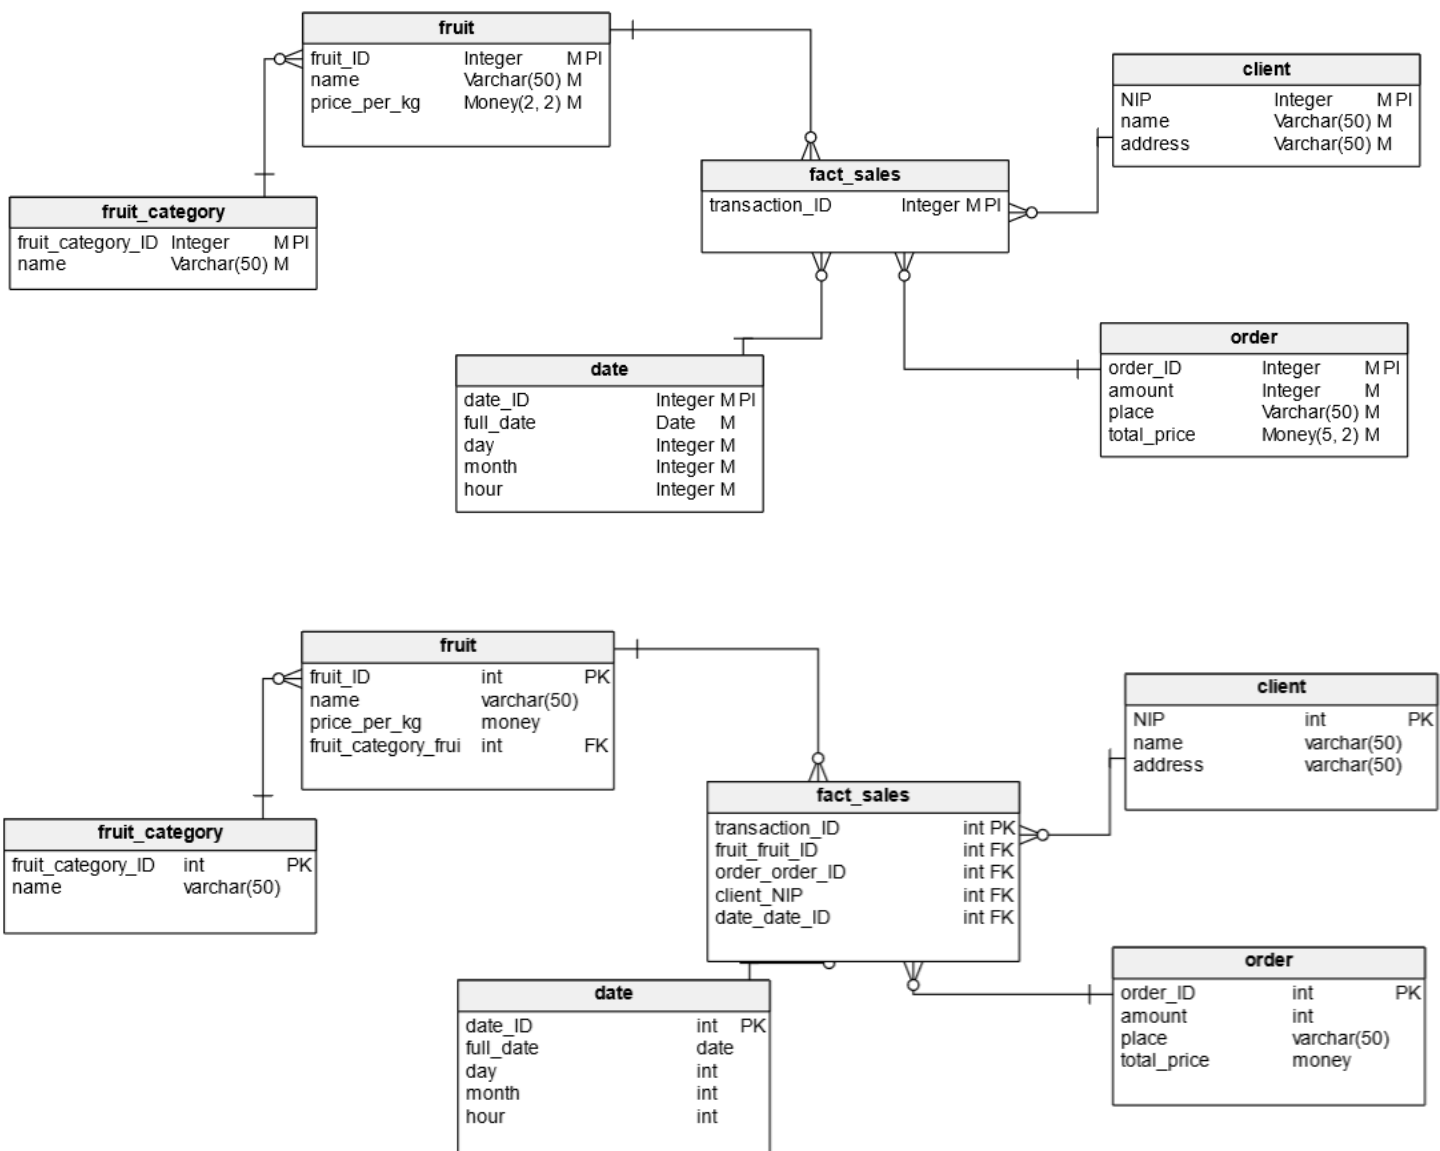 fruit
fruit_ID Integer M PI
name Varchar(50) M
price_per_kg Money(2, 2) M
client
NIP Integer M PI
name Varchar(50) M
address Varchar(50) M
fact_sales
transaction_ID Integer M PI
fruit_category
fruit_category_ID Integer M PI
name Varchar(50) M
order
order_ID Integer M PI
amount Integer M
place Varchar(50) M
total_price Money(5, 2) M
date
date_ID Integer M PI
full_date Date M
day Integer M
month Integer M
hour Integer M
fruit
fruit_ID int PK
name varchar(50)
price_per_kg money
fruit_category_frui int FK
client
NIP int PK
name varchar(50)
address varchar(50)
fact_sales
transaction_ID int PK
fruit_fruit_ID int FK
order_order_ID int FK
client_NIP int FK
date_date_ID int FK
fruit_category
fruit_category_ID int PK
name varchar(50)
order
order_ID int PK
amount int
place varchar(50)
total_price money
date
date_ID int PK
full_date date
day int
month int
hour int